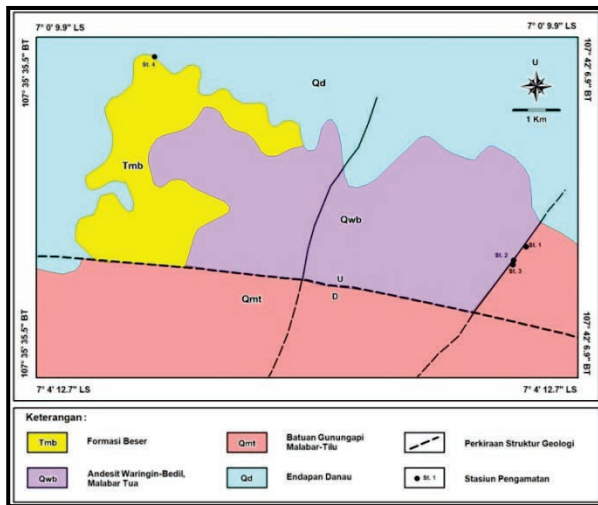 7° 0' 9.9" LS
7° 0' 9.9" LS
107° 35' 35.5" BT
107° 42' 6.9" BT
St. 4
Qd
U
1 Km
Tmb
Qwb
St. 1
St. 2
St. 3
U
D
Qmt
107° 35' 35.5" BT
107° 42' 6.9" BT
7° 4' 12.7" LS
7° 4' 12.7" LS
Keterangan :
Tmb
Formasi Beser
Qmt
Batuan Gunungapi
Malabar-Tilu
Perkiraan Struktur Geologi
Qwb
Andesit Waringin-Bedil,
Malabar Tua
Qd
Endapan Danau
St. 1
Stasiun Pengamatan